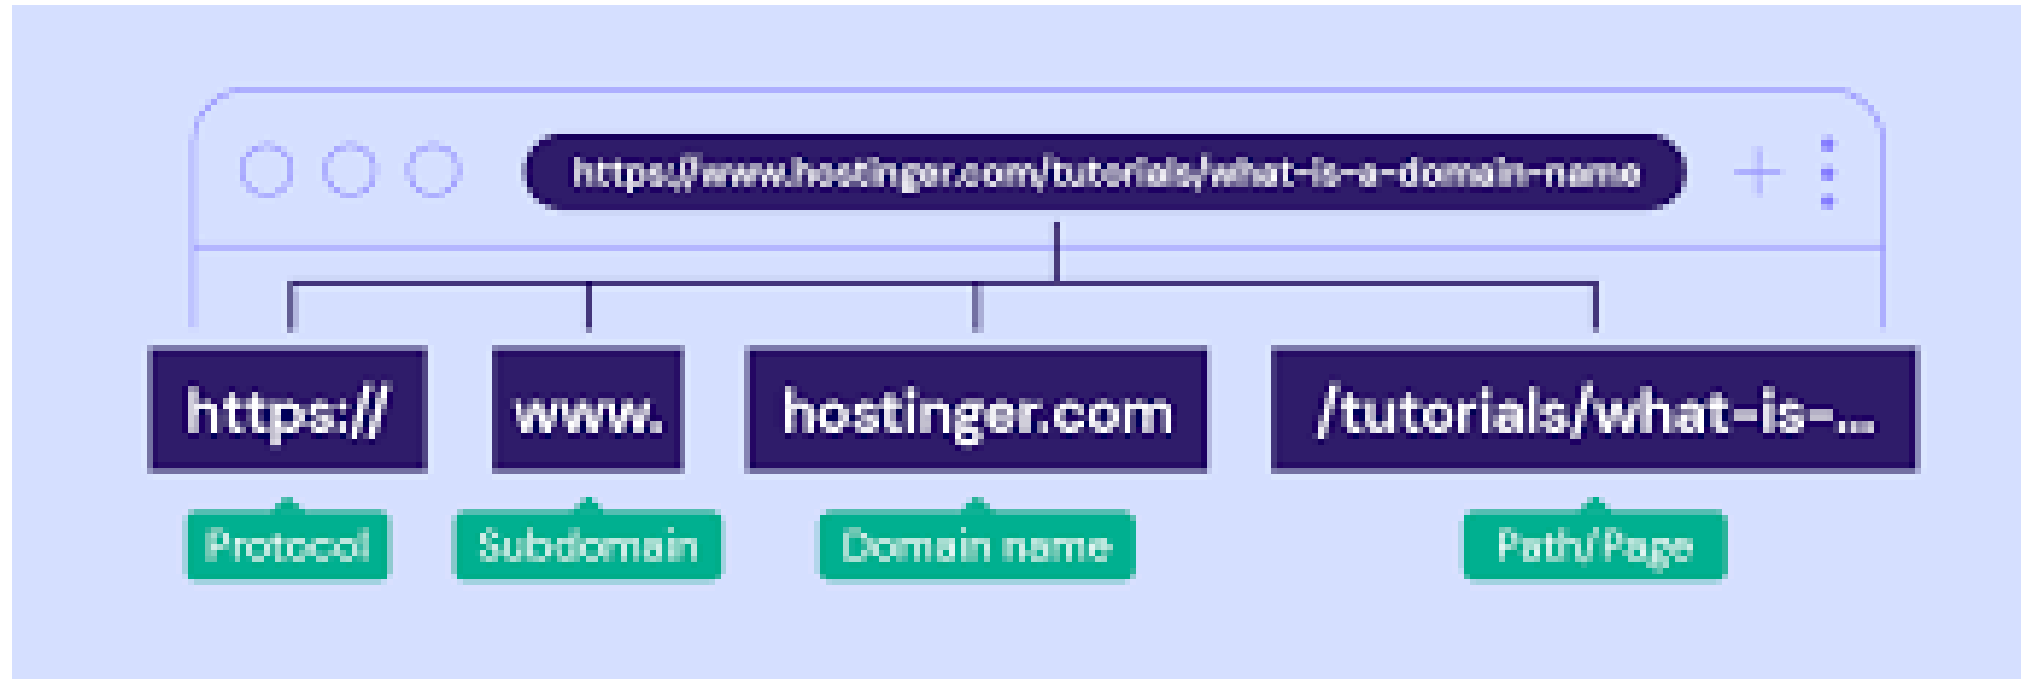 https://www.hostinger.com/tutorials/what-is-a-domain-name
https:// www. hostinger.com /tutorials/what-is-...
Protocol Subdomain Domain name Path/Page